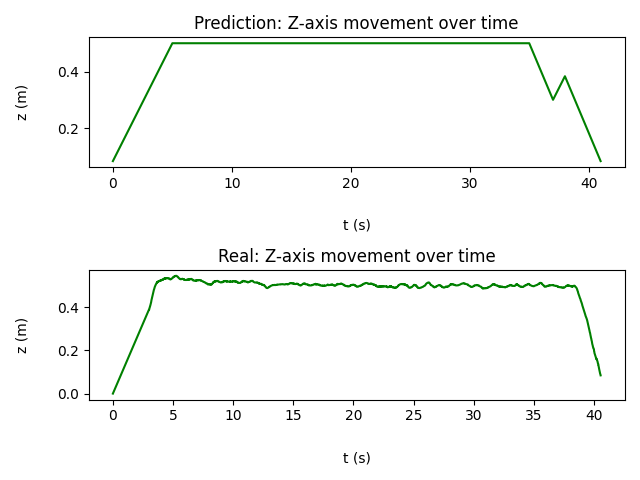 Prediction: Z-axis movement over time
0.4
0.2
z (m)
0 10 20 30 40
t (s)
Real: Z-axis movement over time
0.4
0.2
0.0
z (m)
0 5 10 15 20 25 30 35 40
t (s)